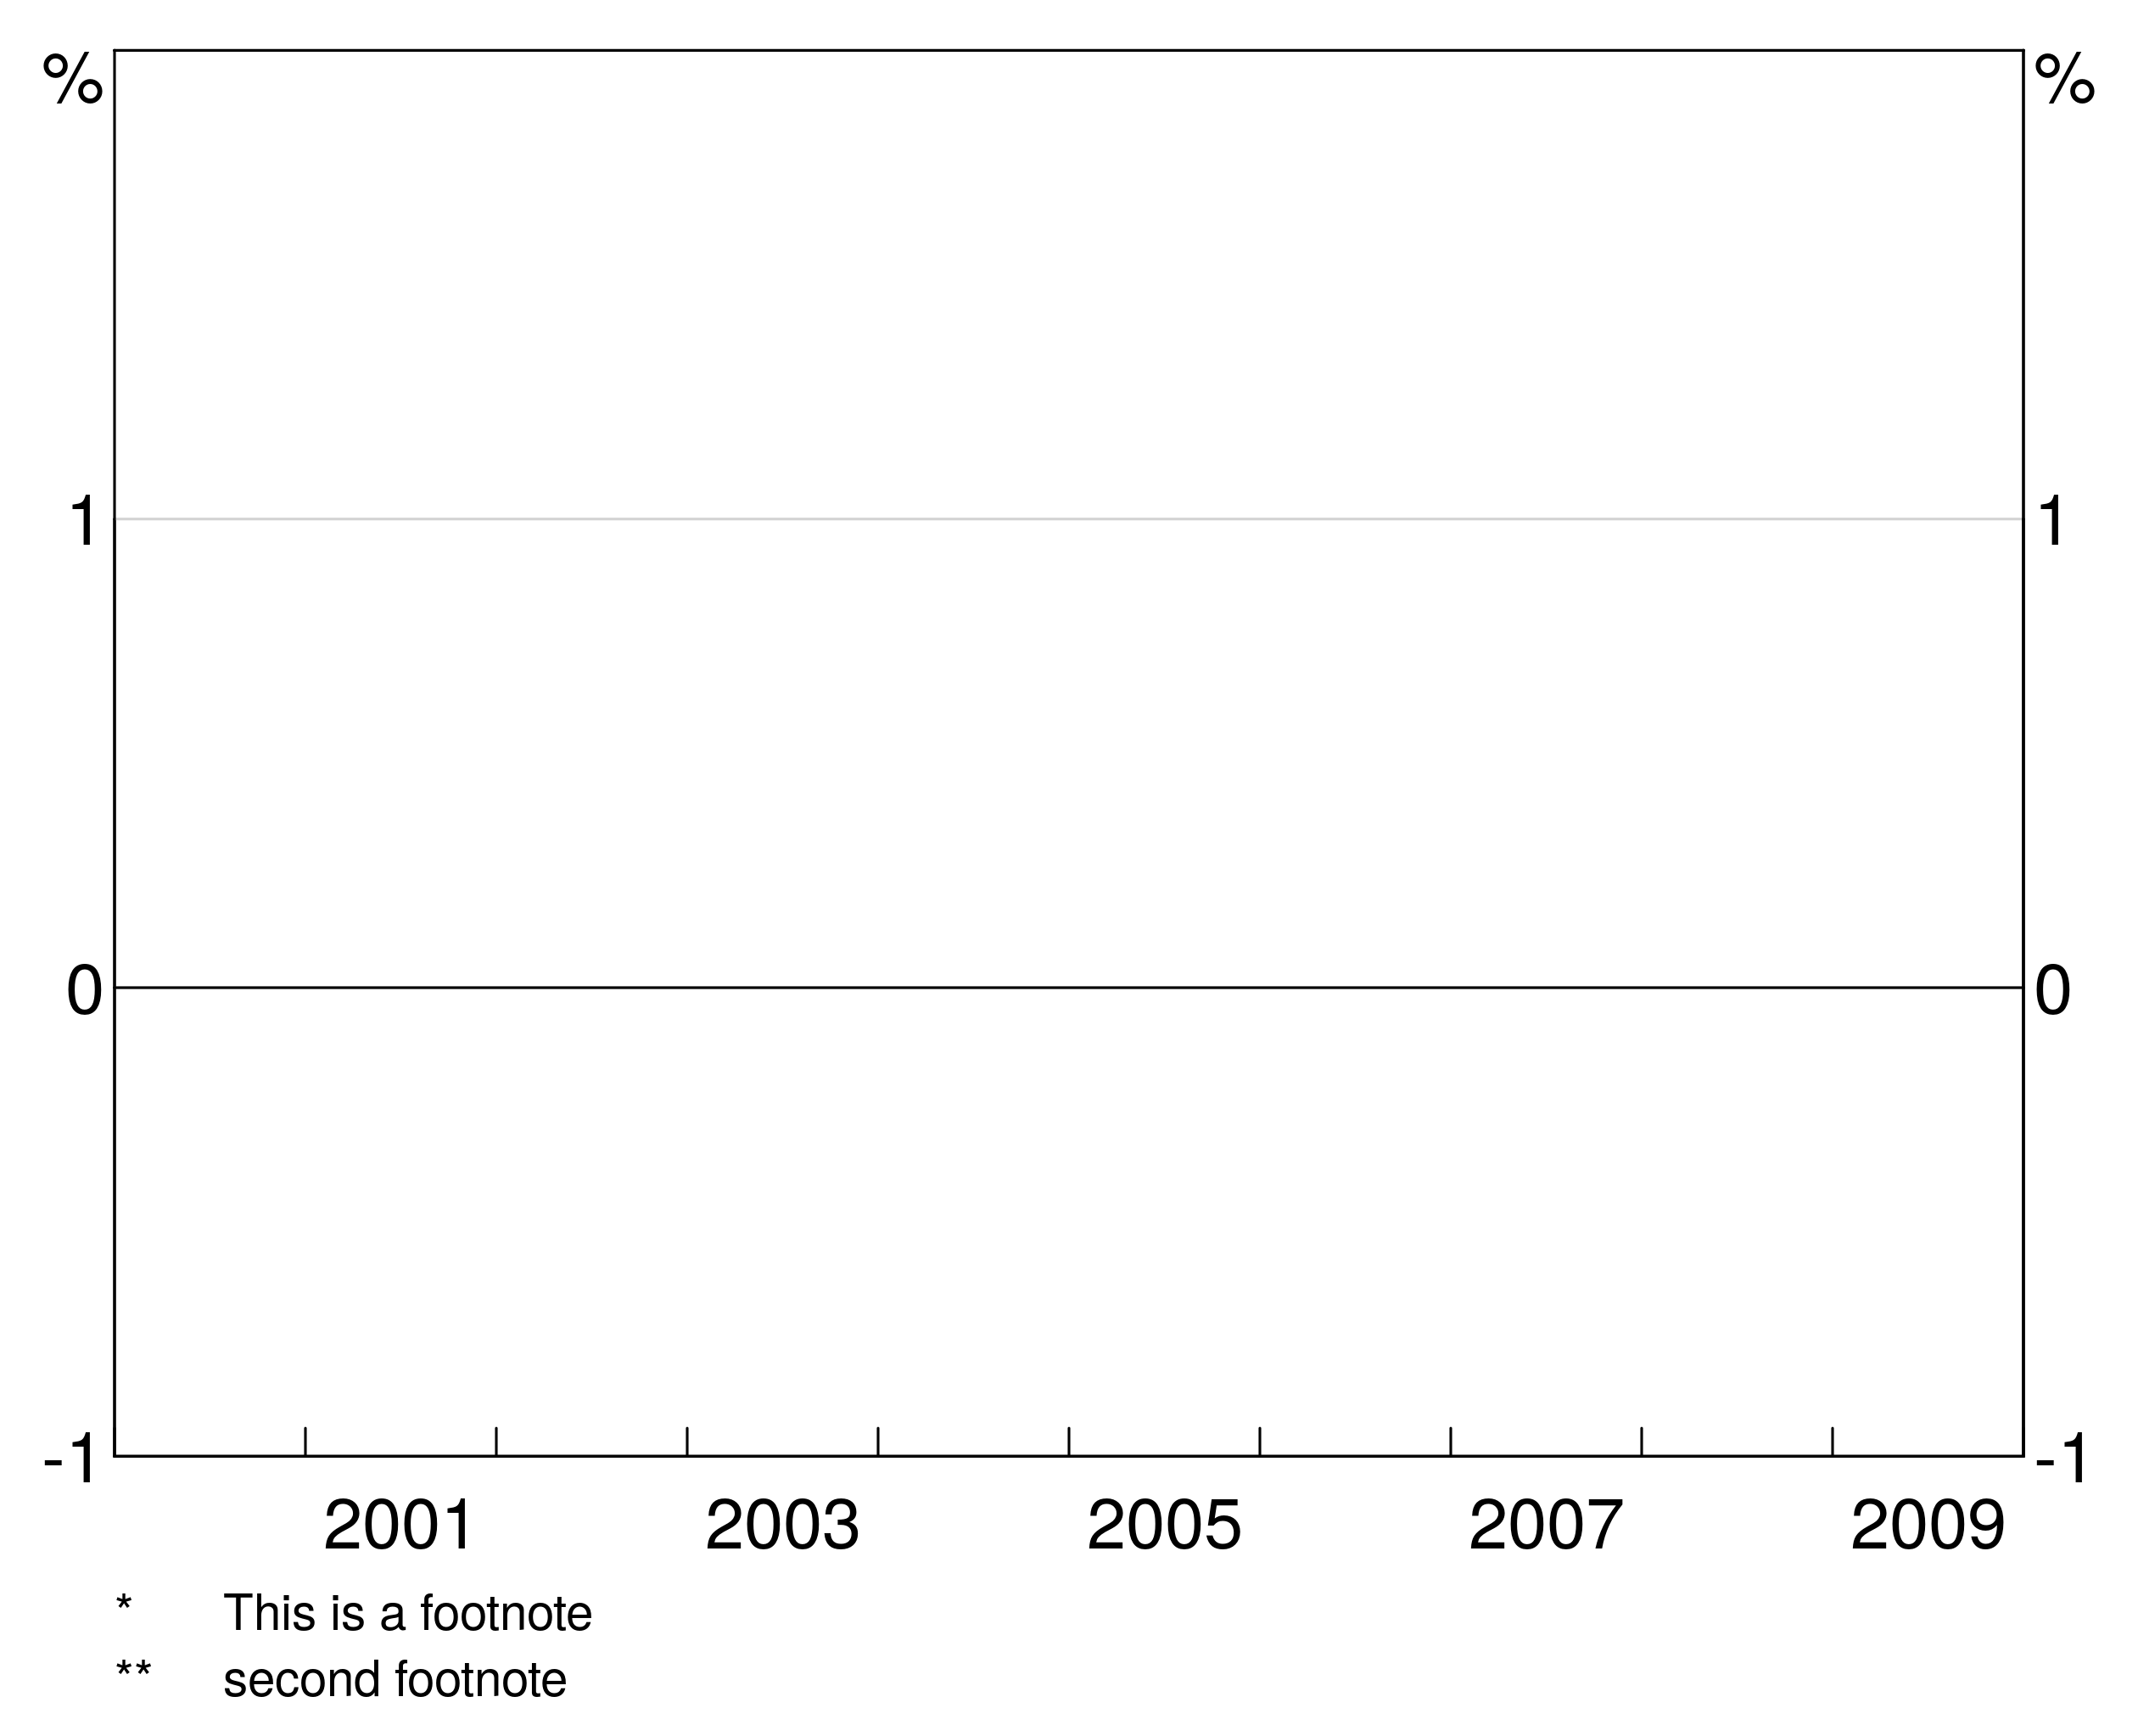 % %
1 1
0 0
-1 -1
2001 2003 2005 2007 2009
* This is a footnote
** second footnote